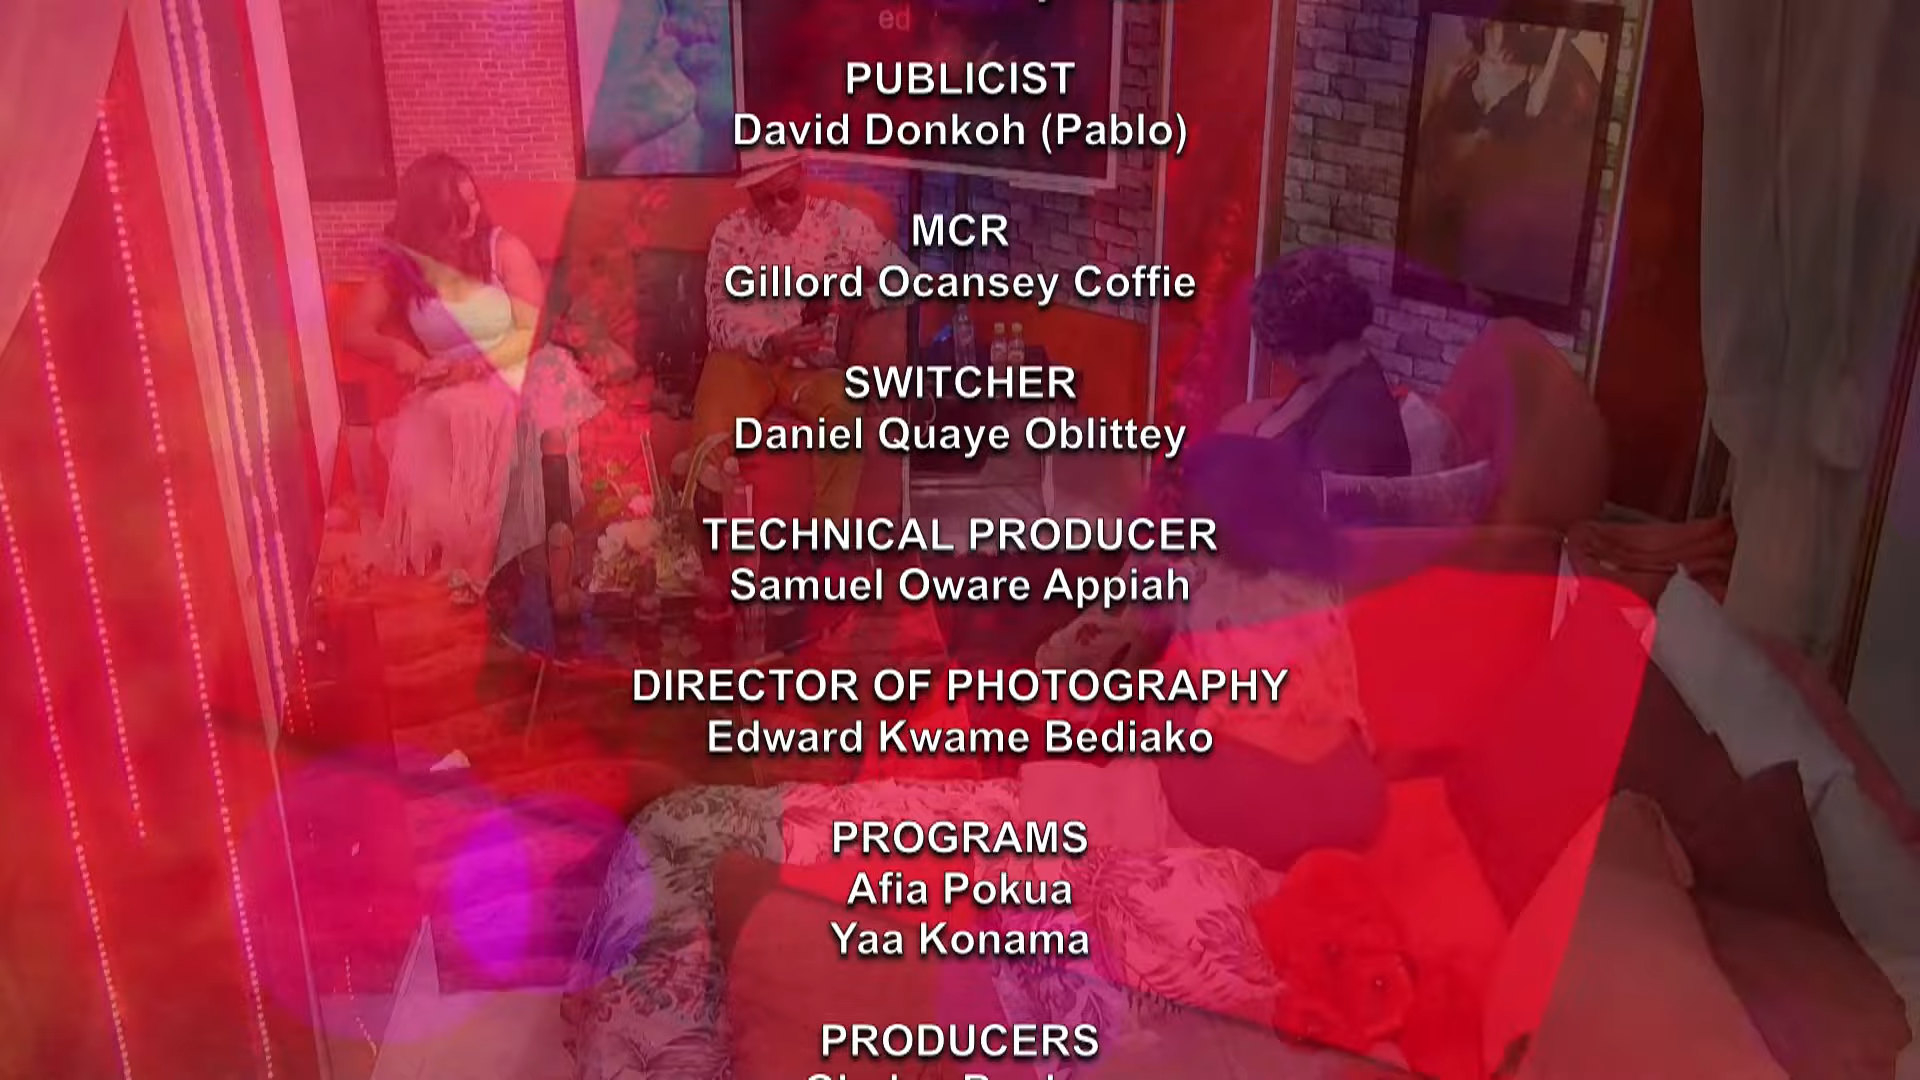 ed
PUBLICIST
David Donkoh (Pablo)
MCR
Gillord Ocansey Coffie
SWITCHER
Daniel Quaye Oblittey
TECHNICAL PRODUCER
Samuel Oware Appiah
DIRECTOR OF PHOTOGRAPHY
Edward Kwame Bediako
PROGRAMS
Afia Pokua
Yaa Konama
PRODUCERS